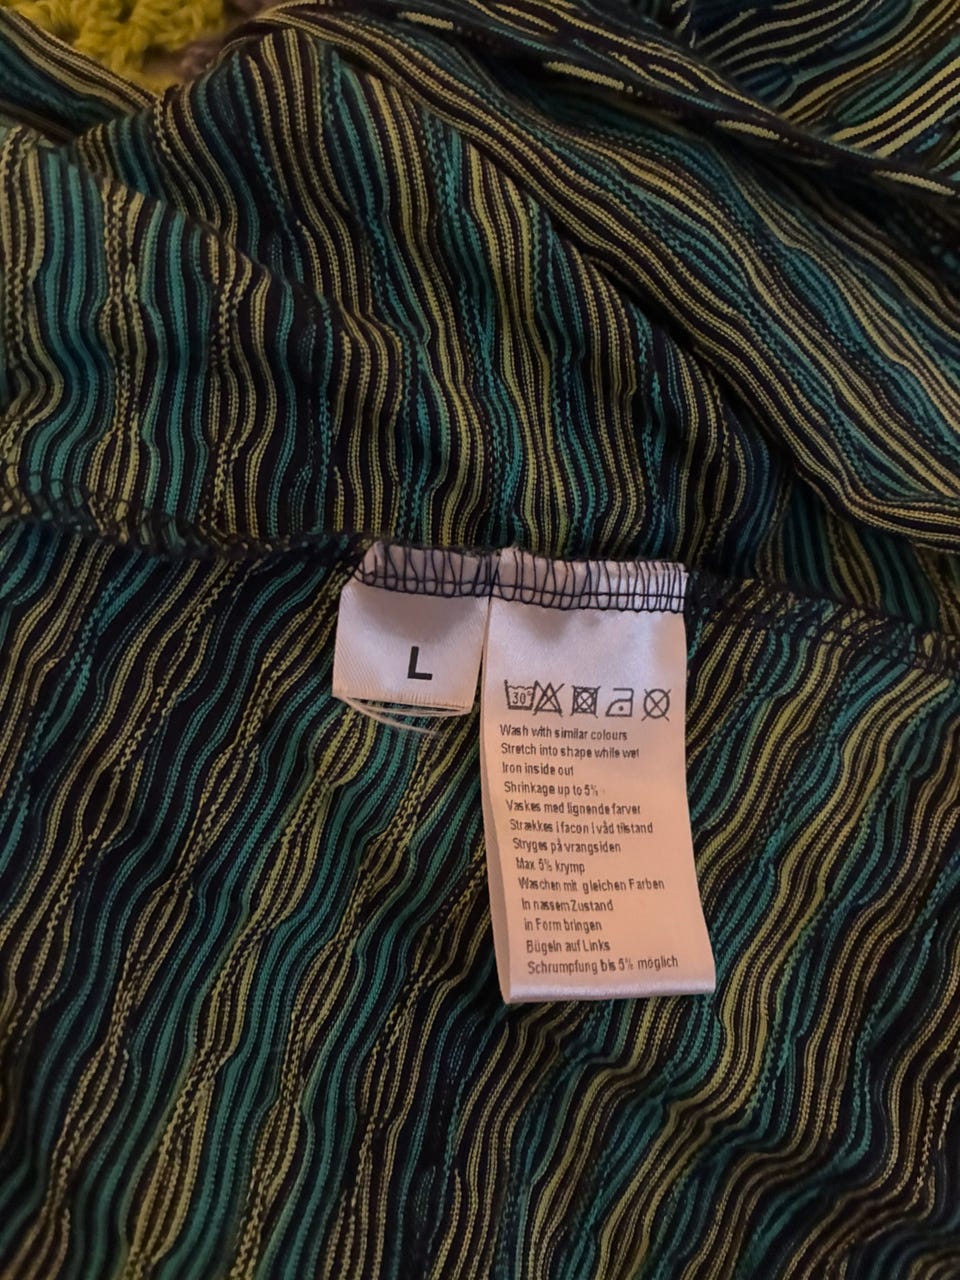 L
30°
Wash with similar colours
Stretch into shape while wet
Iron inside out
Shrinkage up to 5%
Vaskes med lignende farver
Strækkes i facon i våd tilstand
Stryges på vrangsiden
Max 5% krymp
Waschen mit gleichen Farben
In nassem Zustand
in Form bringen
Bügeln auf Links
Schrumpfung bis 5% möglich